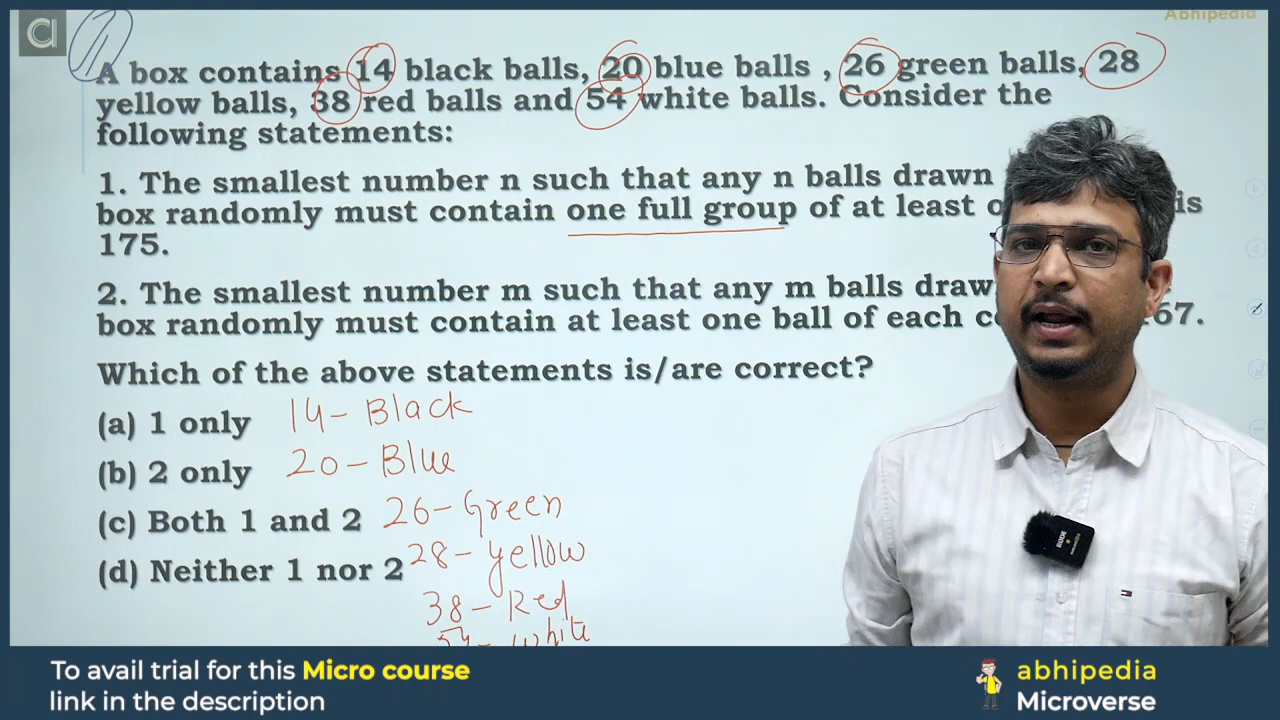 Abhipedia
A box contains 14 black balls, 20 blue balls , 26 green balls, 28
yellow balls, 38 red balls and 54 white balls. Consider the
following statements:
1. The smallest number n such that any n balls drawn
box randomly must contain one full group of at least is
175.
2. The smallest number m such that any m balls
box randomly must contain at least one ball of each 67.
Which of the above statements is/are correct?
(a) 1 only 14 - Black
(b) 2 only 20 - Blue
(c) Both 1 and 2 26 - Green
28 - yellow
(d) Neither 1 nor 2
38 - Red
54 - white
To avail trial for this Micro course
link in the description
abhipedia
Microverse